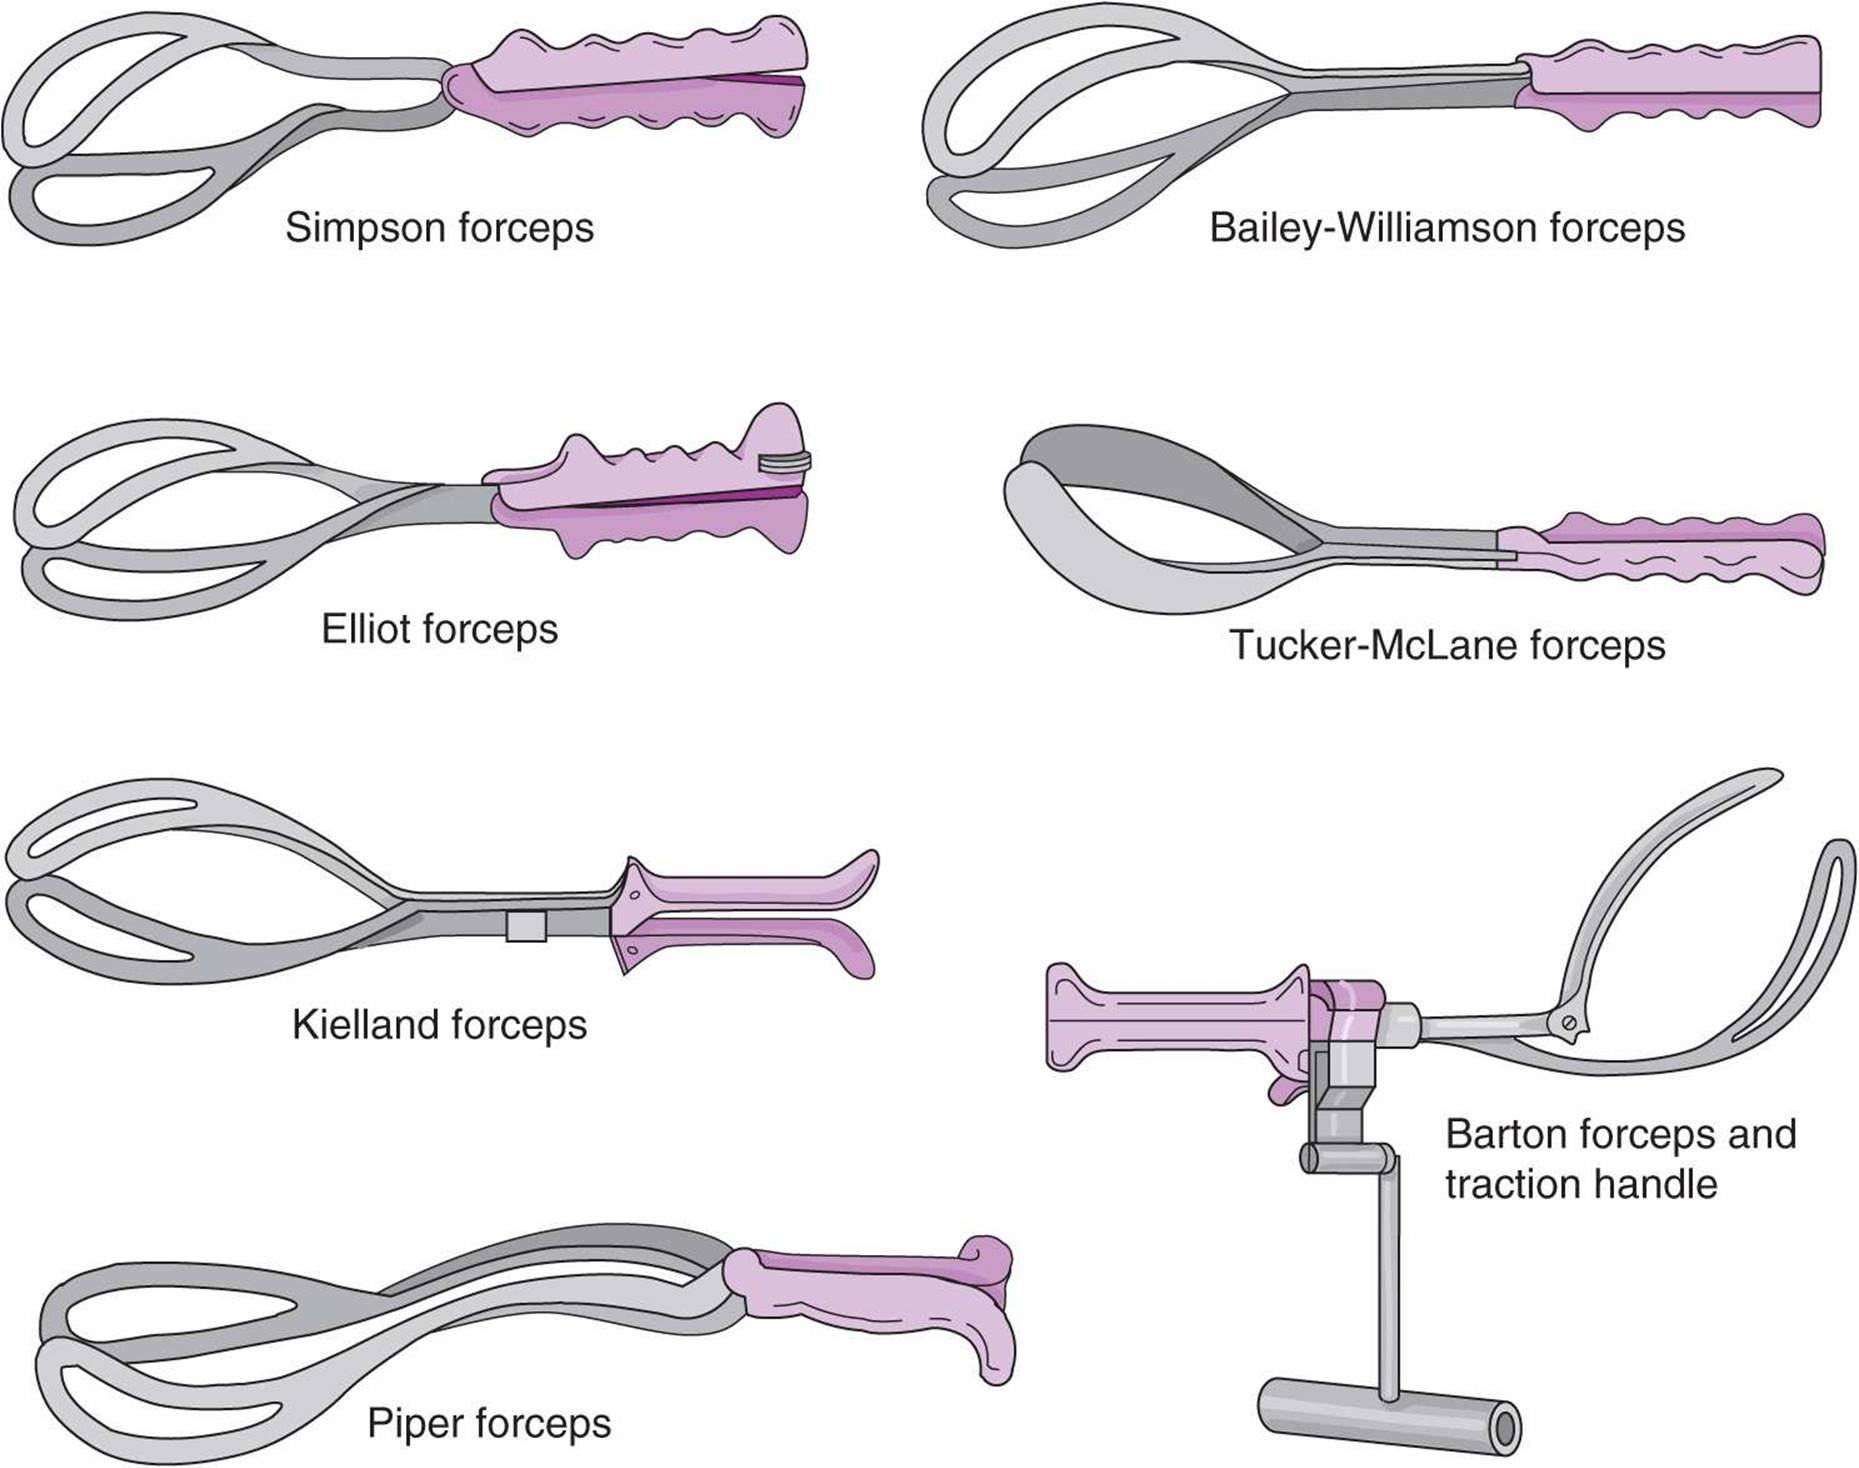 Simpson forceps
Bailey-Williamson forceps
Elliot forceps
Tucker-McLane forceps
Kielland forceps
Barton forceps and
traction handle
Piper forceps